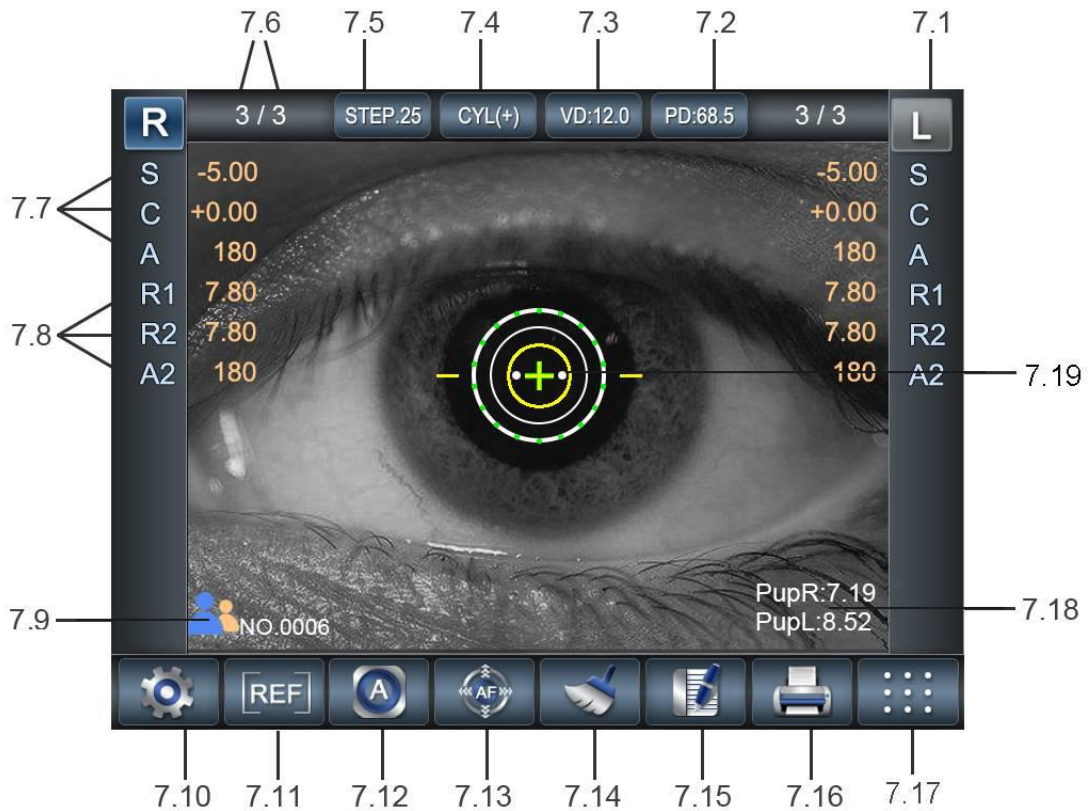 7.6 7.5 7.4 7.3 7.2 7.1
R 3 / 3 STEP.25 CYL(+) VD:12.0 PD:68.5 3 / 3 L
S -5.00 -5.00 S
7.7 C +0.00 +0.00 C
A 180 180 A
R1 7.80 7.80 R1
7.8 R2 7.80 7.80 R2
A2 180 180 A2 7.19
PupR:7.19 7.18
7.9 NO.0006 PupL:8.52
[REF] A AF
7.10 7.11 7.12 7.13 7.14 7.15 7.16 7.17